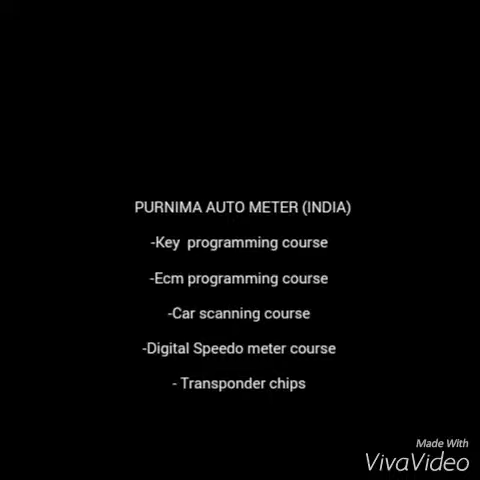 PURNIMA AUTO METER (INDIA)
-Key programming course
-Ecm programming course
-Car scanning course
-Digital Speedo meter course
- Transponder chips
Made With
VivaVideo